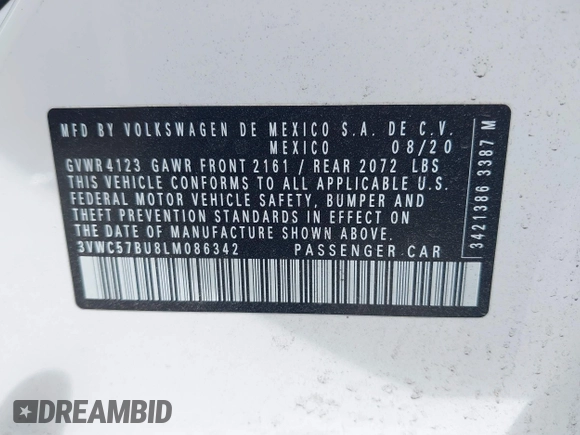 MFD BY VOLKSWAGEN DE MEXICO S.A. DE C.V.
MEXICO 08/20
GVWR 4123 GAWR FRONT 2161 / REAR 2072 LBS
THIS VEHICLE CONFORMS TO ALL APPLICABLE U.S.
FEDERAL MOTOR VEHICLE SAFETY, BUMPER AND
THEFT PREVENTION STANDARDS IN EFFECT ON
THE DATE OF MANUFACTURE SHOWN ABOVE.
3VWC57BU8LM086342 PASSENGER CAR
3421386 3387 M
DREAMBID